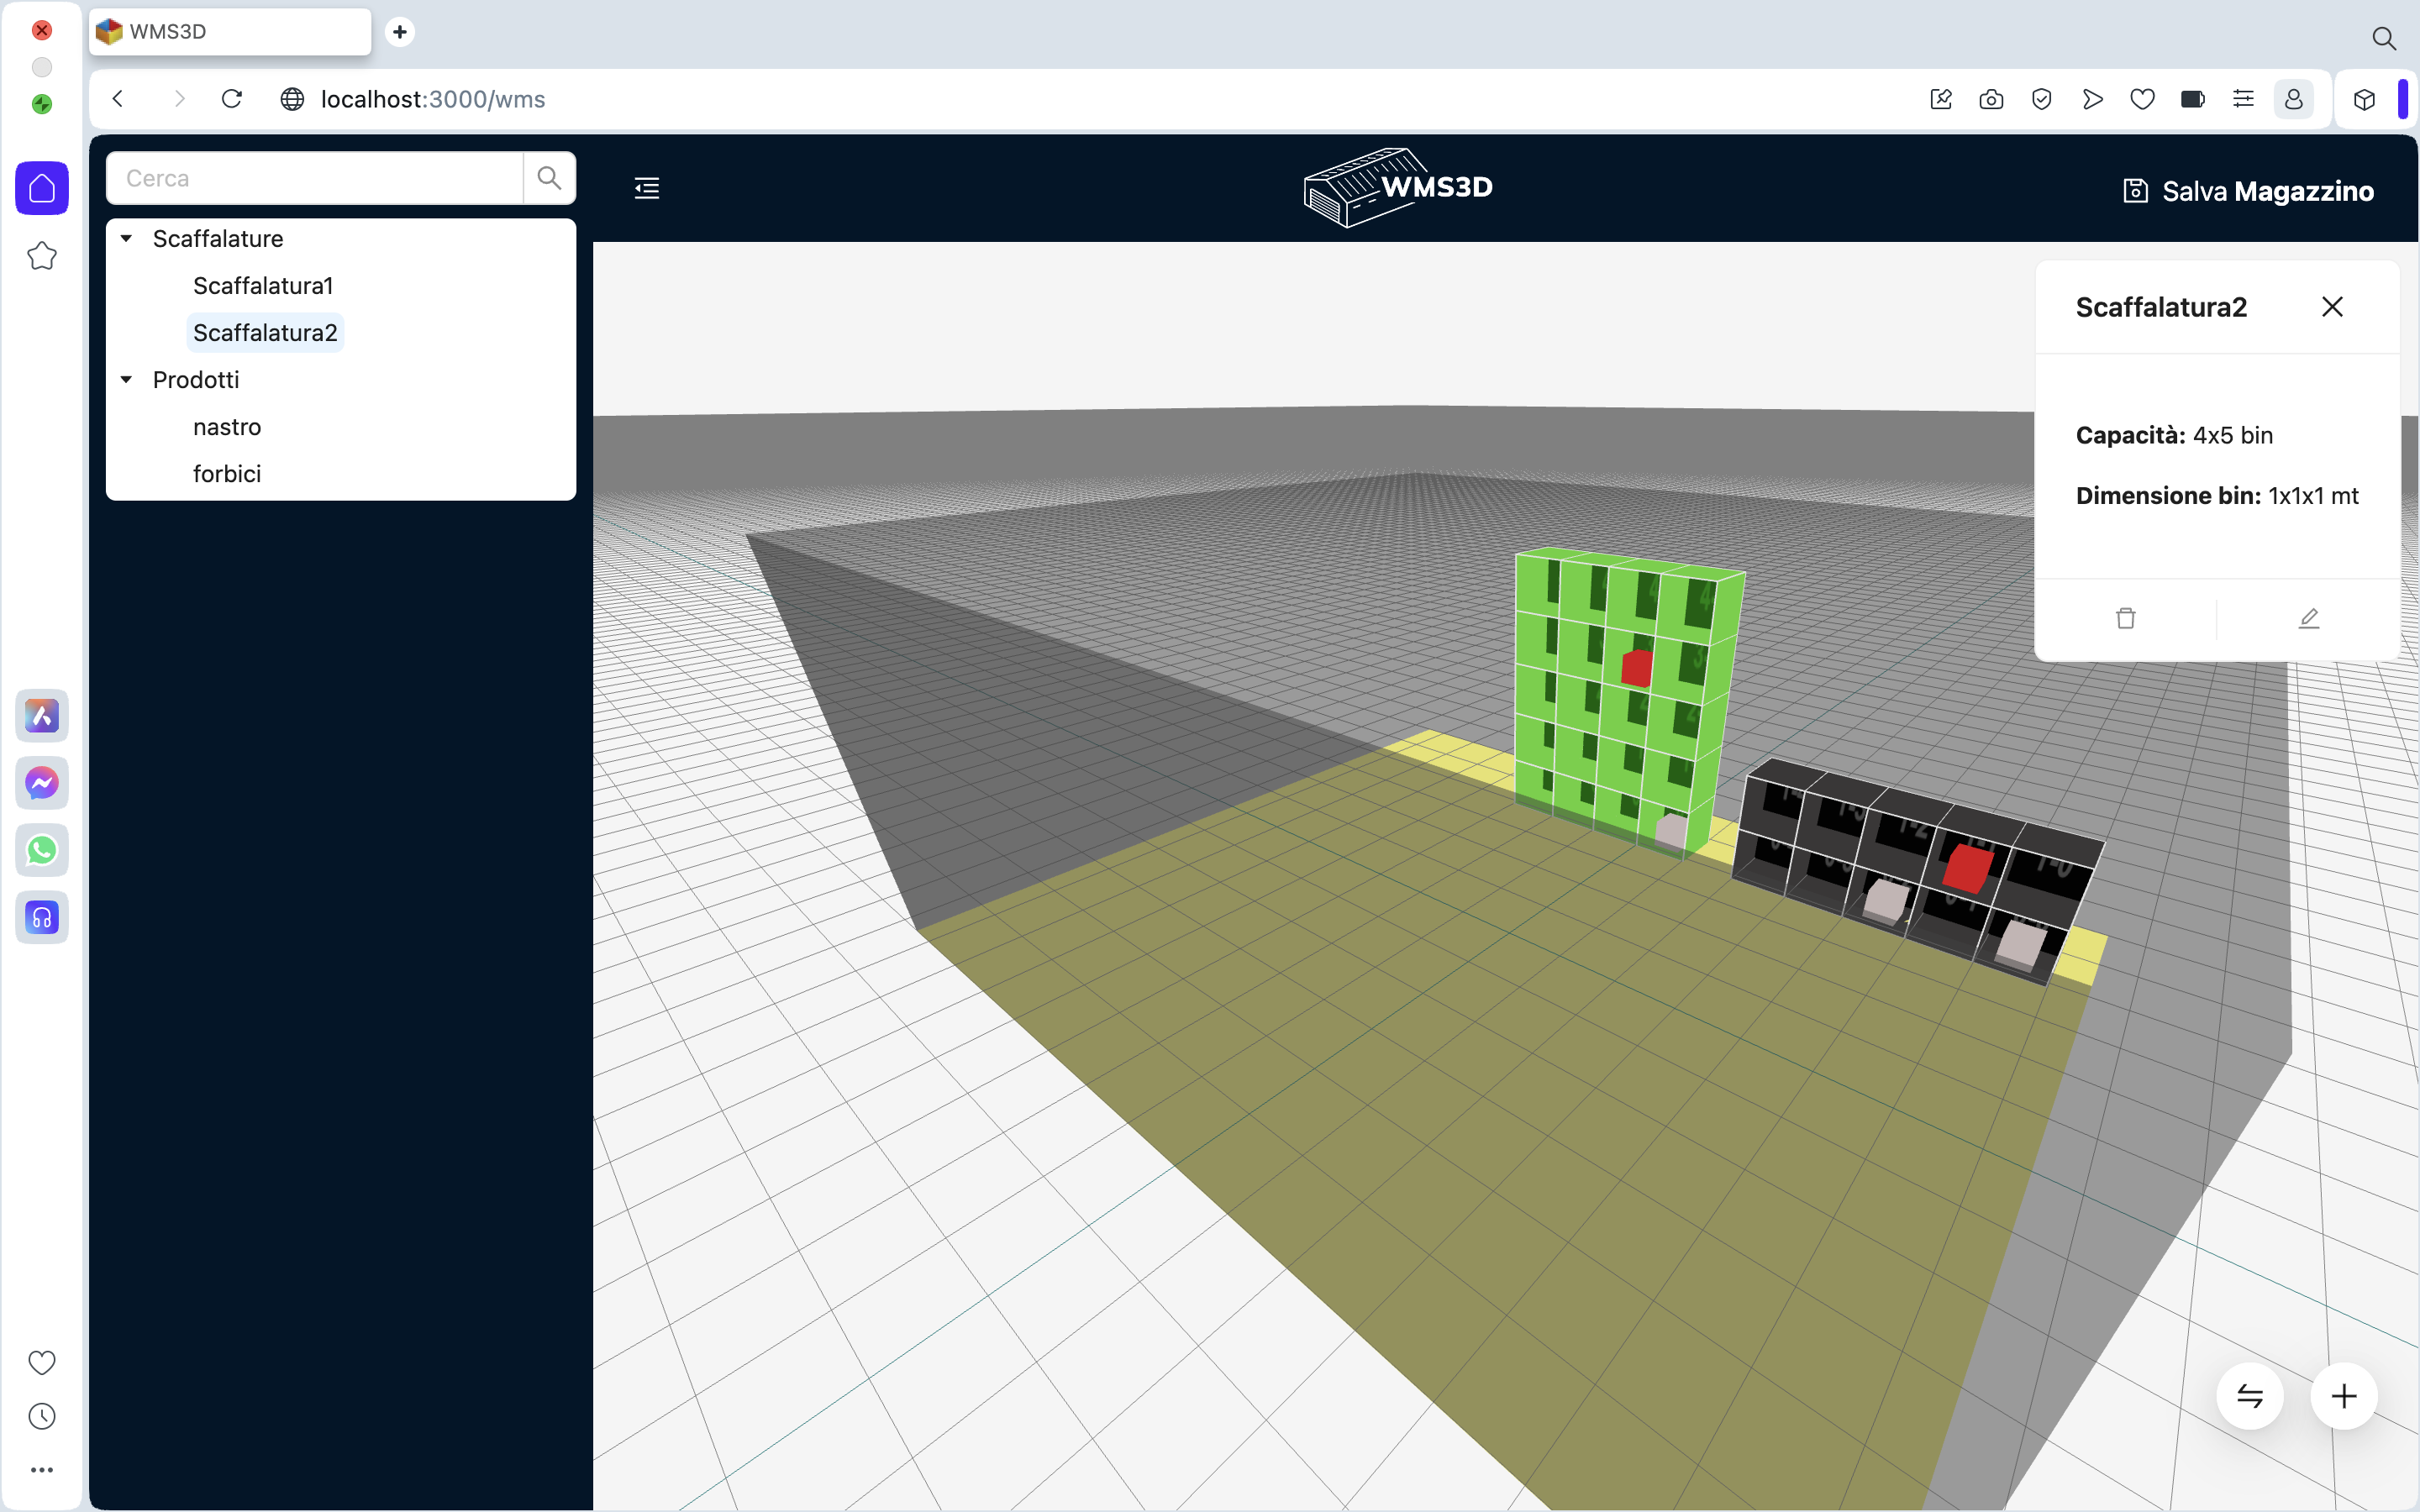 WMS3D
localhost:3000/wms
Cerca
WMS3D
Salva Magazzino
Scaffalature
Scaffalatura1
Scaffalatura2
Prodotti
nastro
forbici
Scaffalatura2
Capacità: 4x5 bin
Dimensione bin: 1x1x1 mt